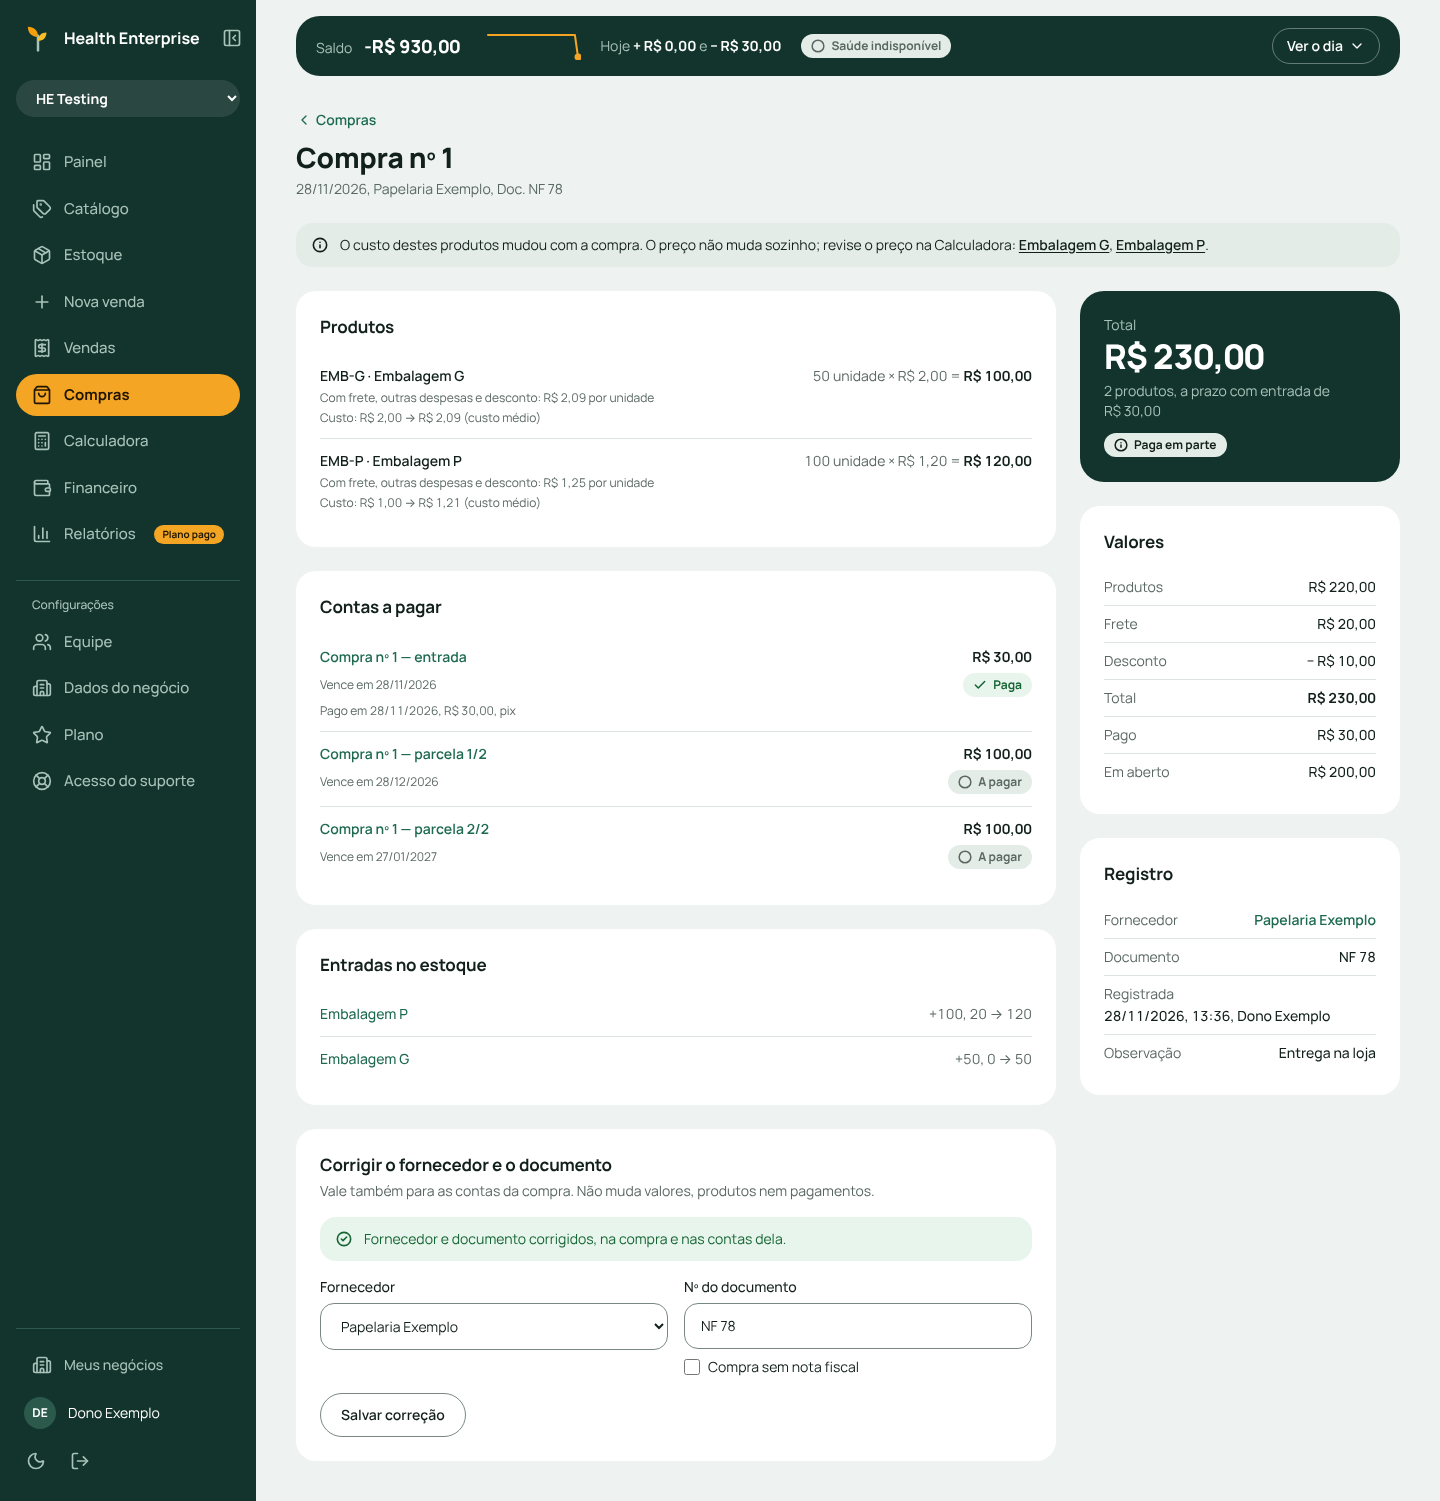 Health Enterprise
HE Testing
Painel
Catálogo
Estoque
Nova venda
Vendas
Compras
Calculadora
Financeiro
Relatórios Plano pago
Configurações
Equipe
Dados do negócio
Plano
Acesso do suporte
Meus negócios
DE Dono Exemplo
Saldo -R$ 930,00 Hoje + R$ 0,00 e − R$ 30,00 Saúde indisponível Ver o dia
Compras
Compra nº 1
28/11/2026, Papelaria Exemplo, Doc. NF 78
O custo destes produtos mudou com a compra. O preço não muda sozinho; revise o preço na Calculadora: Embalagem G, Embalagem P.
Produtos
EMB-G · Embalagem G 50 unidade × R$ 2,00 = R$ 100,00
Com frete, outras despesas e desconto: R$ 2,09 por unidade
Custo: R$ 2,00 → R$ 2,09 (custo médio)
EMB-P · Embalagem P 100 unidade × R$ 1,20 = R$ 120,00
Com frete, outras despesas e desconto: R$ 1,25 por unidade
Custo: R$ 1,00 → R$ 1,21 (custo médio)
Contas a pagar
Compra nº 1 — entrada R$ 30,00
Vence em 28/11/2026 Paga
Pago em 28/11/2026, R$ 30,00, pix
Compra nº 1 — parcela 1/2 R$ 100,00
Vence em 28/12/2026 A pagar
Compra nº 1 — parcela 2/2 R$ 100,00
Vence em 27/01/2027 A pagar
Entradas no estoque
Embalagem P +100, 20 → 120
Embalagem G +50, 0 → 50
Corrigir o fornecedor e o documento
Vale também para as contas da compra. Não muda valores, produtos nem pagamentos.
Fornecedor e documento corrigidos, na compra e nas contas dela.
Fornecedor Nº do documento
Papelaria Exemplo NF 78
Compra sem nota fiscal
Salvar correção
Total
R$ 230,00
2 produtos, a prazo com entrada de
R$ 30,00
Paga em parte
Valores
Produtos R$ 220,00
Frete R$ 20,00
Desconto − R$ 10,00
Total R$ 230,00
Pago R$ 30,00
Em aberto R$ 200,00
Registro
Fornecedor Papelaria Exemplo
Documento NF 78
Registrada
28/11/2026, 13:36, Dono Exemplo
Observação Entrega na loja